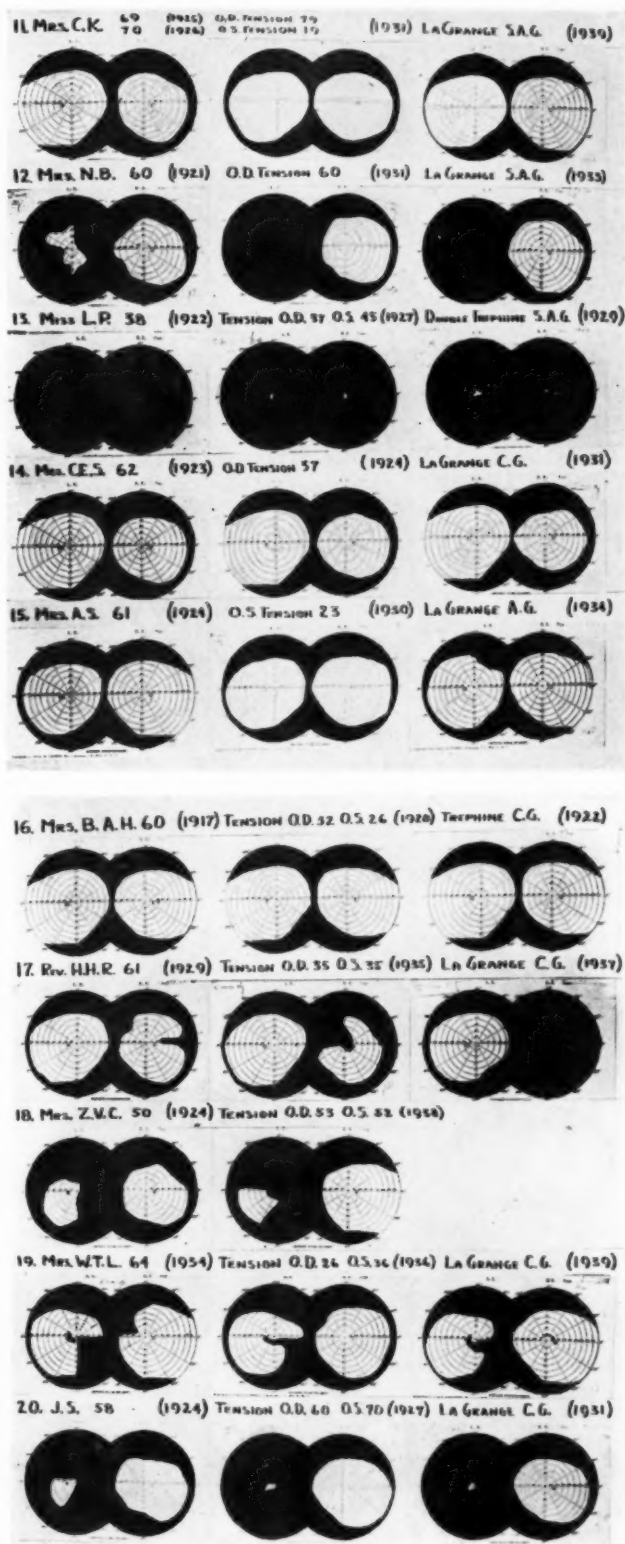 11. MRS. C.K. 69 (1925) O.D. TENSION 79 (1931) LA GRANGE S.A.G. (1939)
70 (1926) O.S. TENSION 19
12. MRS. N.B. 60 (1921) O.D. TENSION 60 (1931) LA GRANGE S.A.G. (1933)
13. MISS L.P. 38 (1922) TENSION O.D. 37 O.S. 45 (1927) DOUBLE TREPHINE S.A.G. (1929)
14. MRS. C.E.S. 62 (1923) O.D. TENSION 57 (1924) LA GRANGE C.G. (1931)
15. MRS. A.S. 61 (1924) O.S. TENSION 23 (1930) LA GRANGE A.G. (1934)
16. MRS. B.A.H. 60 (1917) TENSION O.D. 32 O.S. 26 (1920) TREPHINE C.G. (1922)
17. REV. H.H.R. 61 (1929) TENSION O.D. 35 O.S. 35 (1935) LA GRANGE C.G. (1937)
18. MRS. Z.V.C. 50 (1924) TENSION O.D. 53 O.S. 52 (1938)
19. MRS. W.T.L. 64 (1934) TENSION O.D. 26 O.S. 36 (1936) LA GRANGE C.G. (1939)
20. J.S. 58 (1924) TENSION O.D. 60 O.S. 70 (1927) LA GRANGE C.G. (1931)